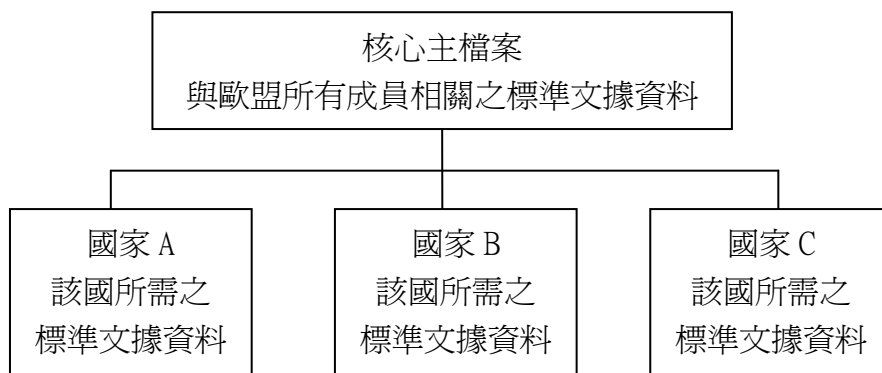 核心主檔案
與歐盟所有成員相關之標準文據資料
國家 A
該國所需之
標準文據資料
國家 B
該國所需之
標準文據資料
國家 C
該國所需之
標準文據資料